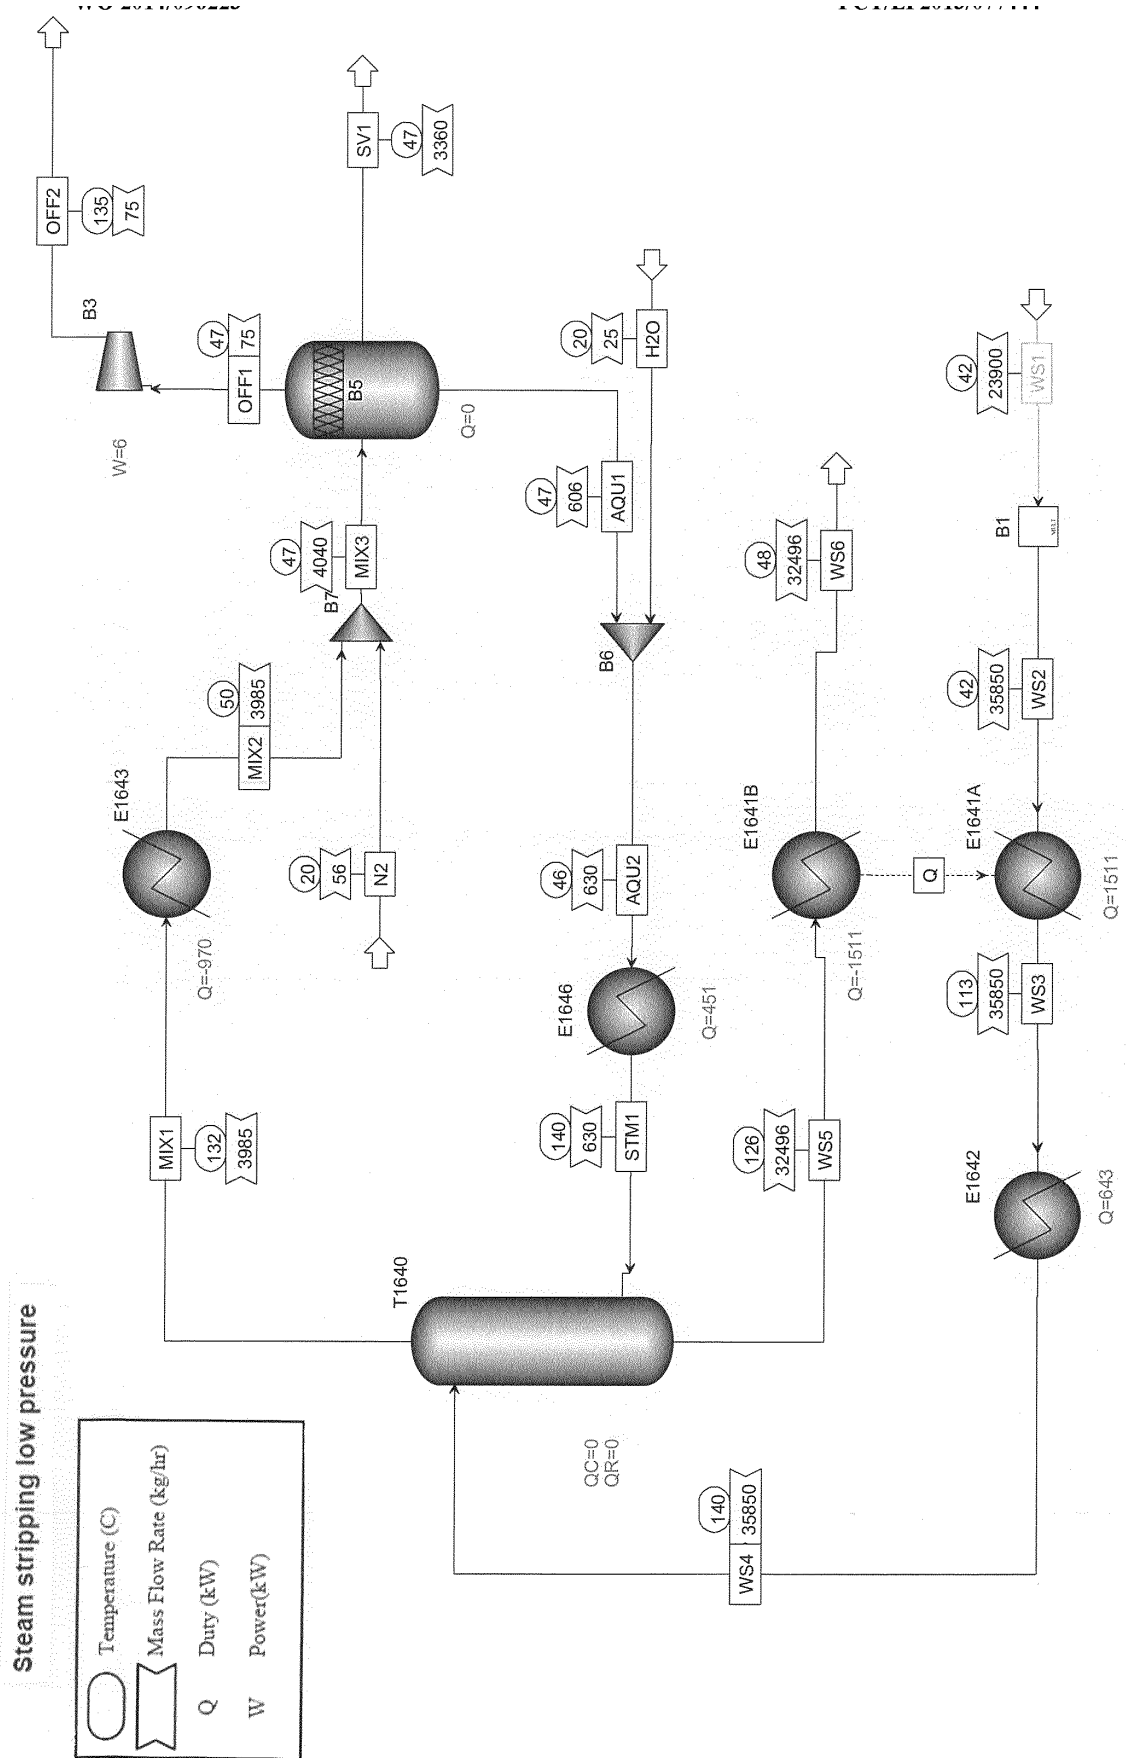 Steam stripping low pressure
Temperature (C)
Mass Flow Rate (kg/hr)
Q Duty (kW)
W Power(kW)
OFF2
135
75
B3
W=6
47
75
OFF1
SV1
47
3360
B5
Q=0
47
4040
MIX3
B7
50
3985
MIX2
E1643
Q=-970
MIX1
132
3985
20
56
N2
20
25
H2O
47
606
AQU1
B6
46
630
AQU2
E1646
Q=451
140
630
STM1
T1640
QC=0
QR=0
48
32496
WS6
E1641B
Q=-1511
126
32496
WS5
Q
42
23900
WS1
B1
MULT
42
35850
WS2
E1641A
Q=1511
113
35850
WS3
E1642
Q=643
140
35850
WS4